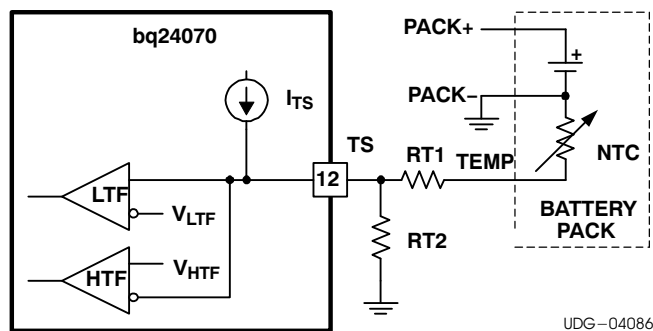 bq24070
PACK+
+
I_TS
PACK−
TS
RT1
TEMP
NTC
12
LTF
V_LTF
BATTERY
PACK
RT2
HTF
V_HTF
UDG−04086